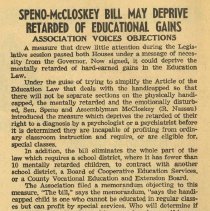 SPENO-McCLOSKEY BILL MAY DEPRIVE
RETARDED OF EDUCATIONAL GAINS
ASSOCIATION VOICES OBJECTIONS
A measure that drew little attention during the Legis-
lative session passed both Houses under a message of neces-
sity from the Governor. Now signed, it could deprive the
mentally retarded of hard-earned gains in the Education
Law.
Under the guise of trying to simplify the Article of the
Education Law that deals with the handicapped so that
there will not be separate sections on the physically handi-
capped, the mentally retarded and the emotionally disturb-
ed, Sen. Speno and Assemblyman McCloskey (R. Nassau)
introduced the measure which deprives the retarded of their
right to a diagnosis by a psychologist or a psychiatrist before
it is determined they are incapable of profiting from ordin-
ary classroom instruction and require, or are eligible for
special classes.
In addition, the bill eliminates the whole part of the
law which requires a school district, where is has fewer than
10 mentally retarded children, to contract with another
school district, a Board of Cooperative Education Services,
or a County Vocational Education and Extension Board.
The Association filed a memorandum objecting to this
measure, "The bill", says the memorandum, "says the handi-
capped child is one who cannot be educated in regular classes
but can profit by special services. Who will determine if